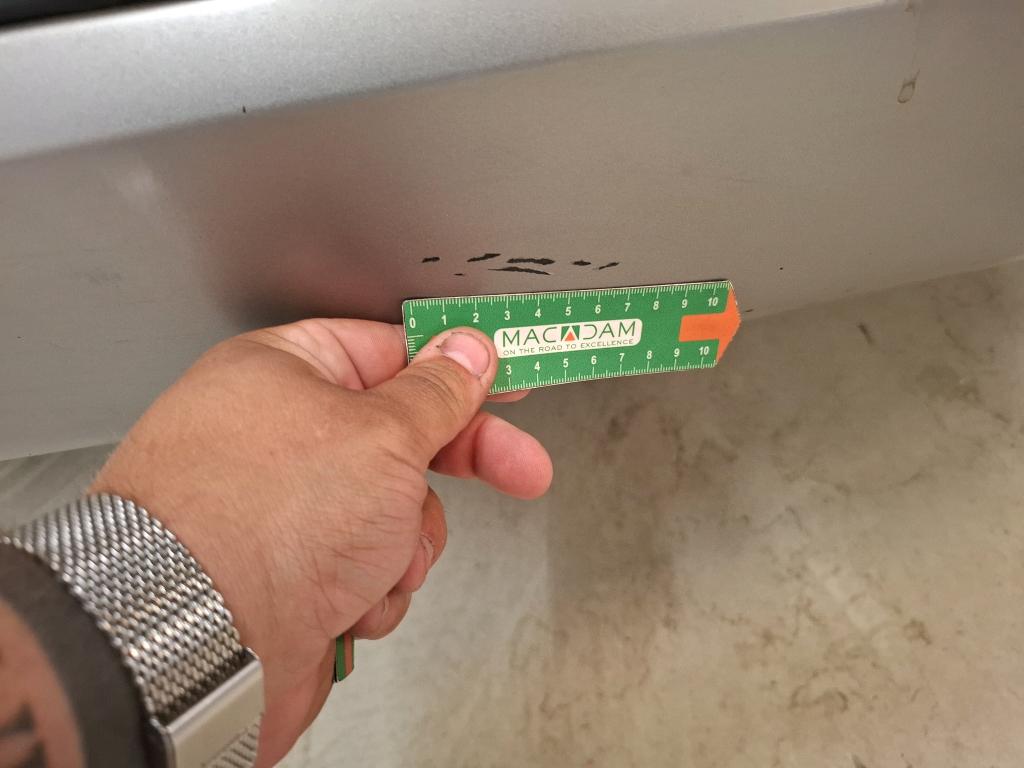 0 1 2 3 4 5 6 7 8 9 10
MACADAM
ON THE ROAD TO EXCELLENCE
3 4 5 6 7 8 9 10